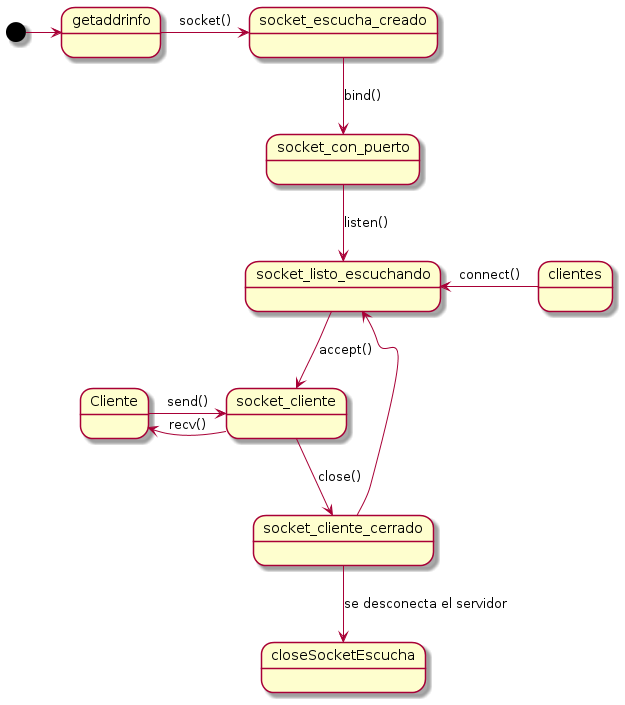 getaddrinfo
socket()
socket_escucha_creado
bind()
socket_con_puerto
listen()
socket_listo_escuchando
connect()
clientes
accept()
Cliente
send()
recv()
socket_cliente
close()
socket_cliente_cerrado
se desconecta el servidor
closeSocketEscucha